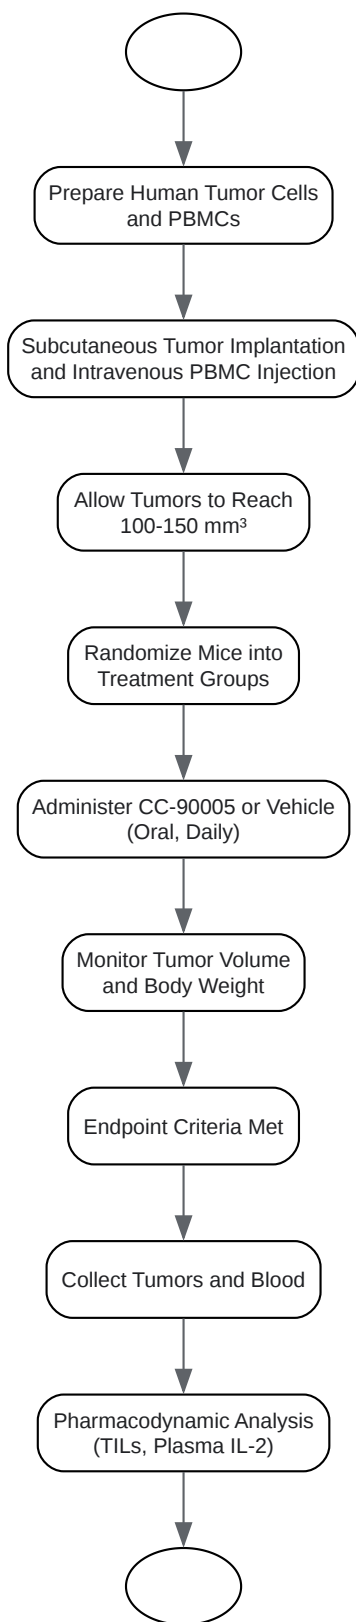 Prepare Human Tumor Cells
and PBMCs
Subcutaneous Tumor Implantation
and Intravenous PBMC Injection
Allow Tumors to Reach
100-150 mm³
Randomize Mice into
Treatment Groups
Administer CC-90005 or Vehicle
(Oral, Daily)
Monitor Tumor Volume
and Body Weight
Endpoint Criteria Met
Collect Tumors and Blood
Pharmacodynamic Analysis
(TILs, Plasma IL-2)